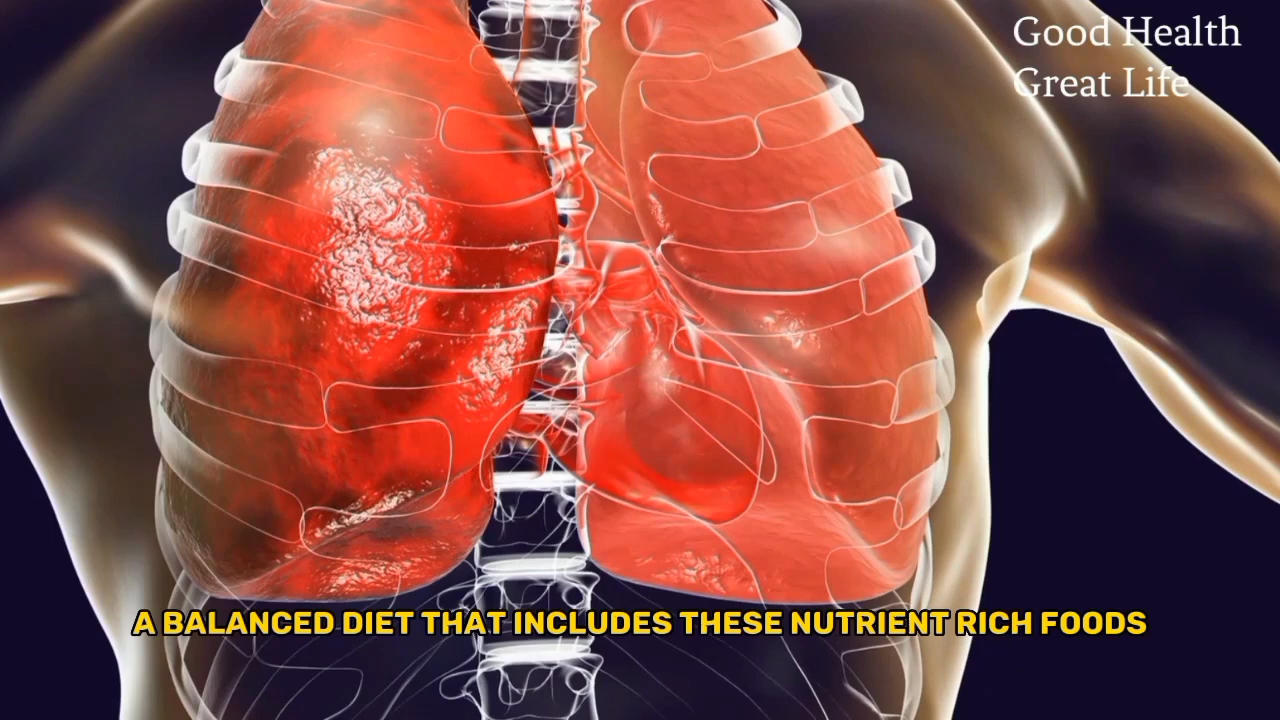 Good Health
Great Life
A BALANCED DIET THAT INCLUDES THESE NUTRIENT RICH FOODS